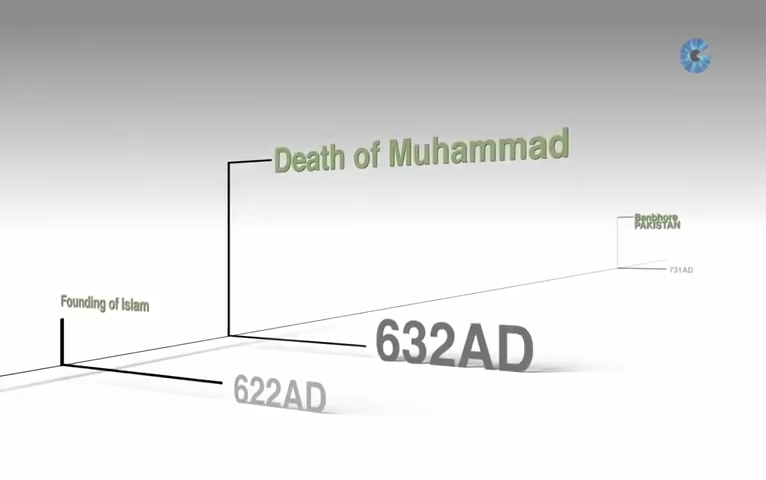 Death of Muhammad
Banbhore
PAKISTAN
731AD
Founding of Islam
632AD
622AD